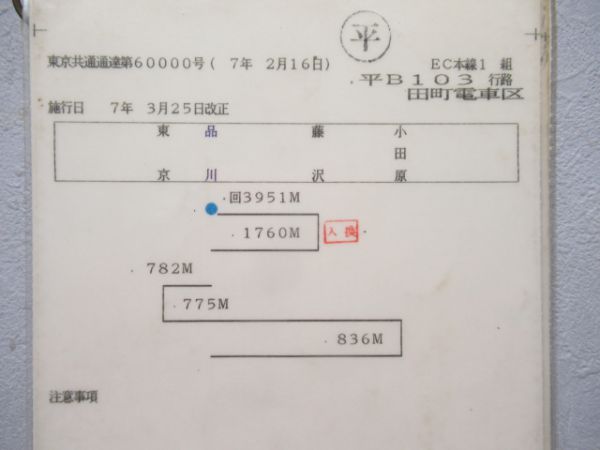 平
東京共通通達第60000号( 7年 2月16日)
EC本線1 組
平B103 行路
田町電車区
施行日 7年 3月25日改正
東京 品川 藤沢 小田原
回3951M
1760M 入換
782M
775M
836M
注意事項